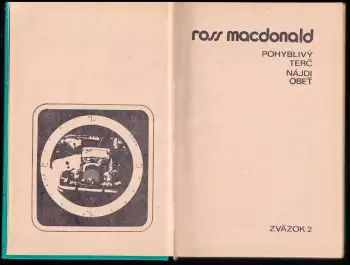 ross macdonald
POHYBLIVÝ
TERČ
NÁJDI
OBEŤ
ZVÄZOK 2